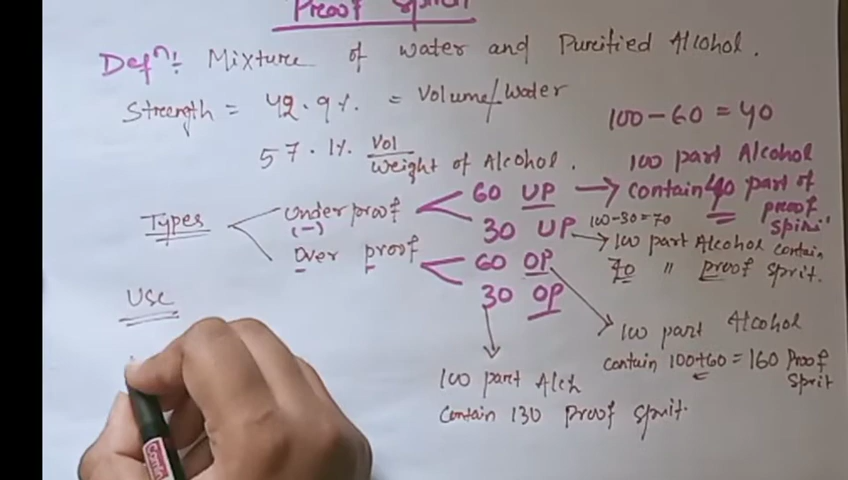 Proof Spirit
Defn: Mixture of water and Purified Alcohol.
Strength = 42.9%. = Volume/water
57.1% Vol/Weight of Alcohol.
Types
Underproof
(-)
Over proof
60 UP
30 UP
60 OP
30 OP
100-60 = 40
100 part Alcohol
contain 40 part of
proof
spirit
100-30=70
100 part Alcohol contain
70 " proof sprit.
100 part Alcohol
contain 100+60 = 160 Proof
Sprit
100 part Alch
Contain 130 proof sprit.
Use
Camlin